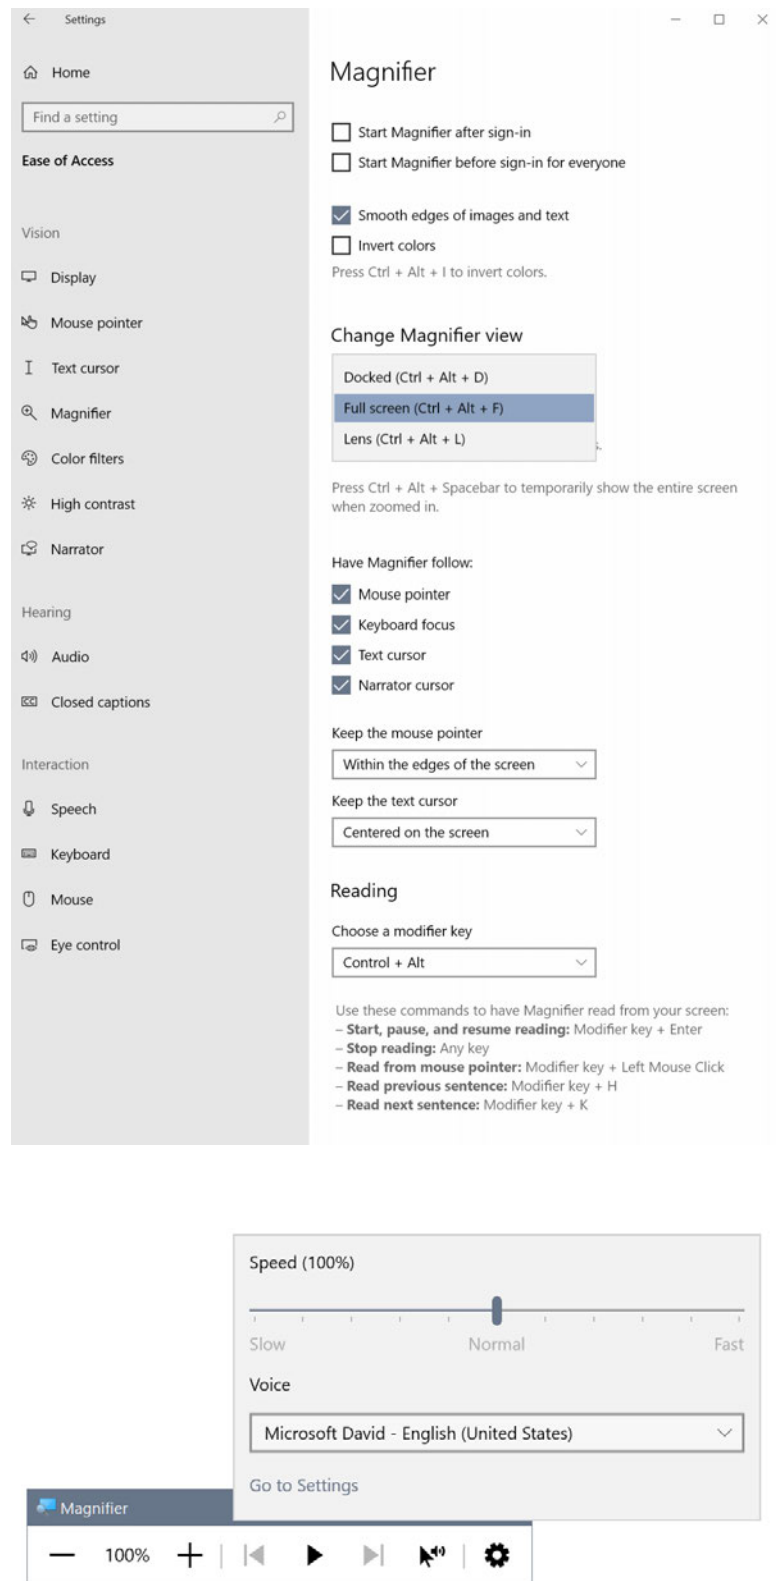 Settings
Home
Find a setting
Ease of Access
Vision
Display
Mouse pointer
Text cursor
Magnifier
Color filters
High contrast
Narrator
Hearing
Audio
Closed captions
Interaction
Speech
Keyboard
Mouse
Eye control
Magnifier
Start Magnifier after sign-in
Start Magnifier before sign-in for everyone
Smooth edges of images and text
Invert colors
Press Ctrl + Alt + I to invert colors.
Change Magnifier view
Docked (Ctrl + Alt + D)
Full screen (Ctrl + Alt + F)
Lens (Ctrl + Alt + L)
Press Ctrl + Alt + Spacebar to temporarily show the entire screen
when zoomed in.
Have Magnifier follow:
Mouse pointer
Keyboard focus
Text cursor
Narrator cursor
Keep the mouse pointer
Within the edges of the screen
Keep the text cursor
Centered on the screen
Reading
Choose a modifier key
Control + Alt
Use these commands to have Magnifier read from your screen:
– Start, pause, and resume reading: Modifier key + Enter
– Stop reading: Any key
– Read from mouse pointer: Modifier key + Left Mouse Click
– Read previous sentence: Modifier key + H
– Read next sentence: Modifier key + K
Speed (100%)
Slow Normal Fast
Voice
Microsoft David - English (United States)
Go to Settings
Magnifier
100%